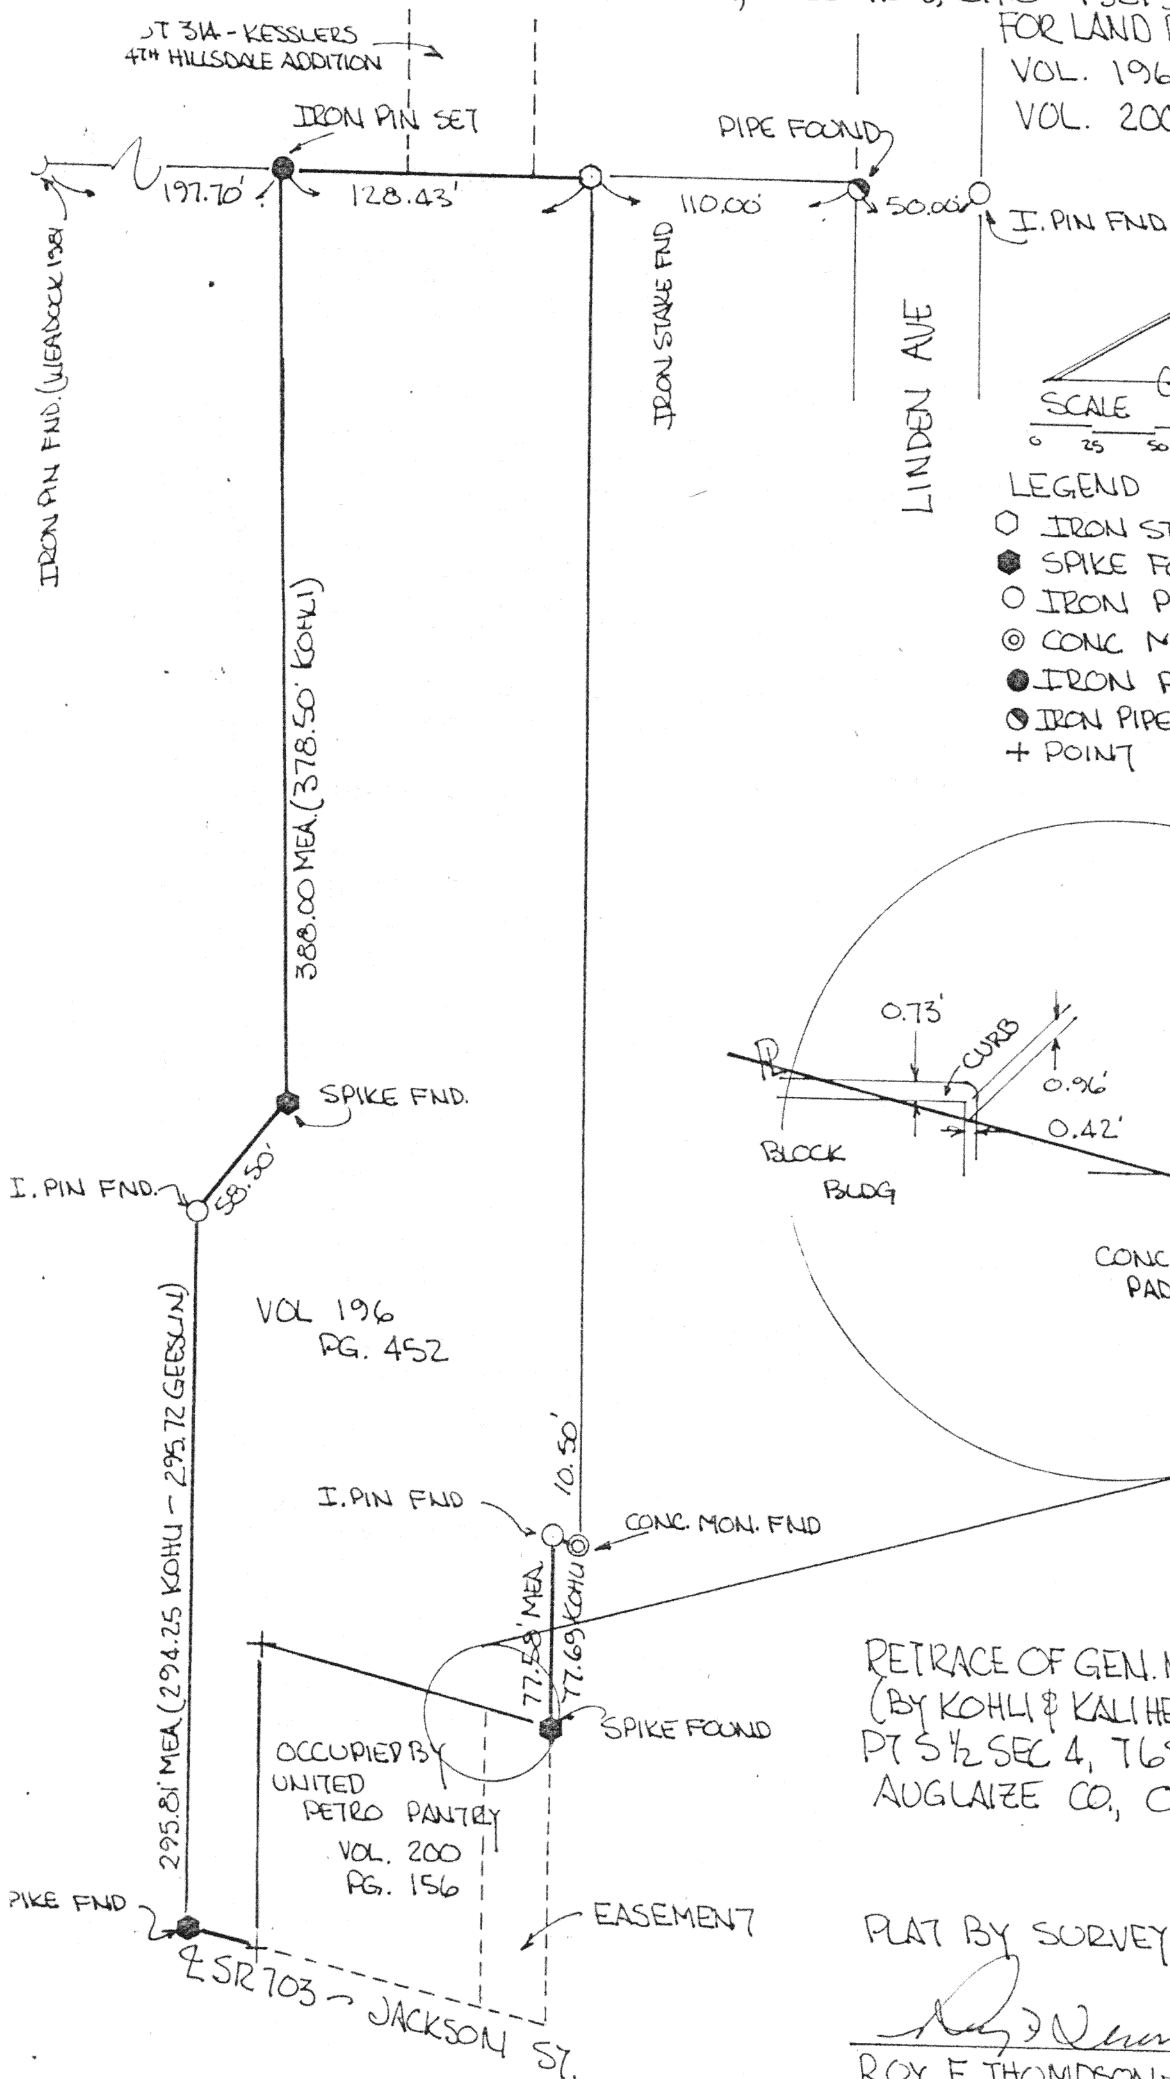 314 - KESSLERS
4TH HILLSDALE ADDITION
FOR LAND
VOL. 196
VOL. 200
IRON PIN SET
PIPE FOUND
197.70'
128.43'
110.00'
50.00'
I. PIN FND
IRON PIN FND. (WEADOCK 1981
IRON STAKE FND
LINDEN AVE
SCALE
0 25 50
LEGEND
IRON
SPIKE
IRON
CONC
IRON
IRON PIPE
+ POINT
388.00 MEA. (378.50' KOHLI)
0.73'
CURB
0.96'
0.42'
PL
BLOCK
BLDG
CONC
SPIKE FND.
58.50'
I. PIN FND.
VOL 196
PG. 452
295.81' MEA (294.25 KOHLI - 295.72 GEESLIN)
10.50'
I. PIN FND
CONC. MON. FND
77.58' MEA.
77.69 KOHLI
SPIKE FOUND
OCCUPIED BY
UNITED
PETRO PANTRY
VOL. 200
PG. 156
EASEMENT
RETRACE OF GEN.
(BY KOHLI &
PT S ½ SEC 4,
AUGLAIZE CO.,
PLAT BY SURVEY
FND
℄ SR 703 ~ JACKSON ST.
ROY F THOMPSON